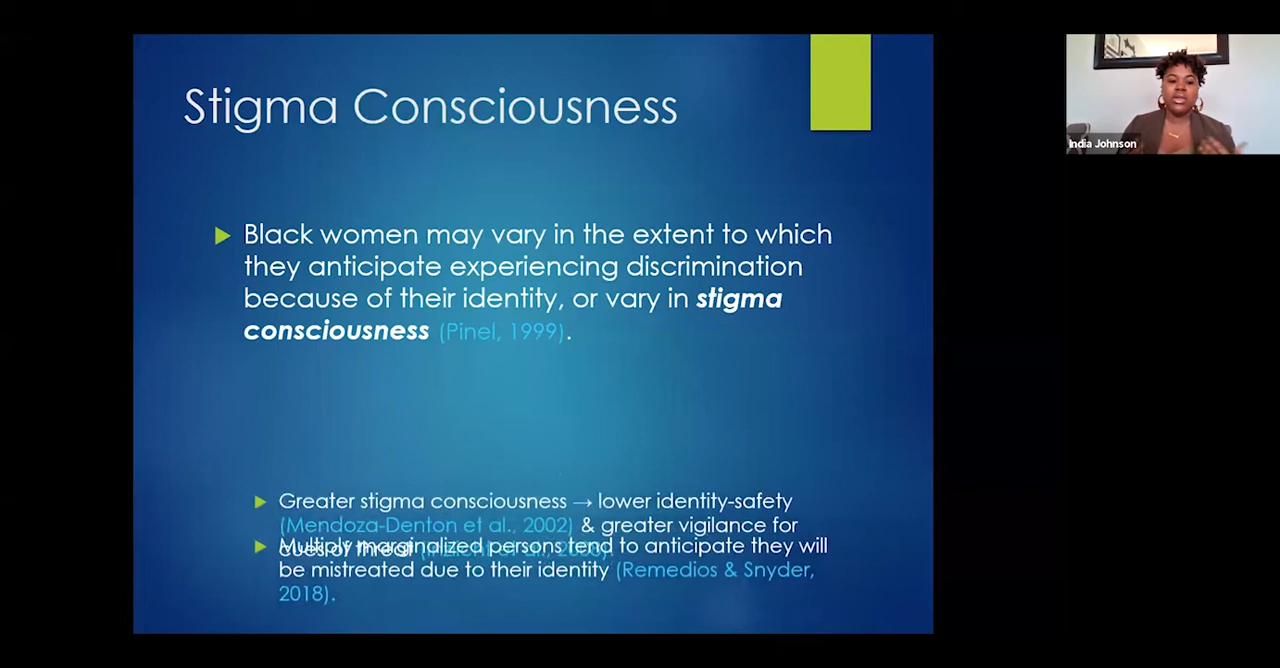 Stigma Consciousness
India Johnson
Black women may vary in the extent to which
they anticipate experiencing discrimination
because of their identity, or vary in stigma
consciousness (Pinel, 1999).
Greater stigma consciousness → lower identity-safety
(Mendoza-Denton et al., 2002) & greater vigilance for
cues of threat
Multiply marginalized persons tend to anticipate they will
be mistreated due to their identity (Remedios & Snyder,
2018).